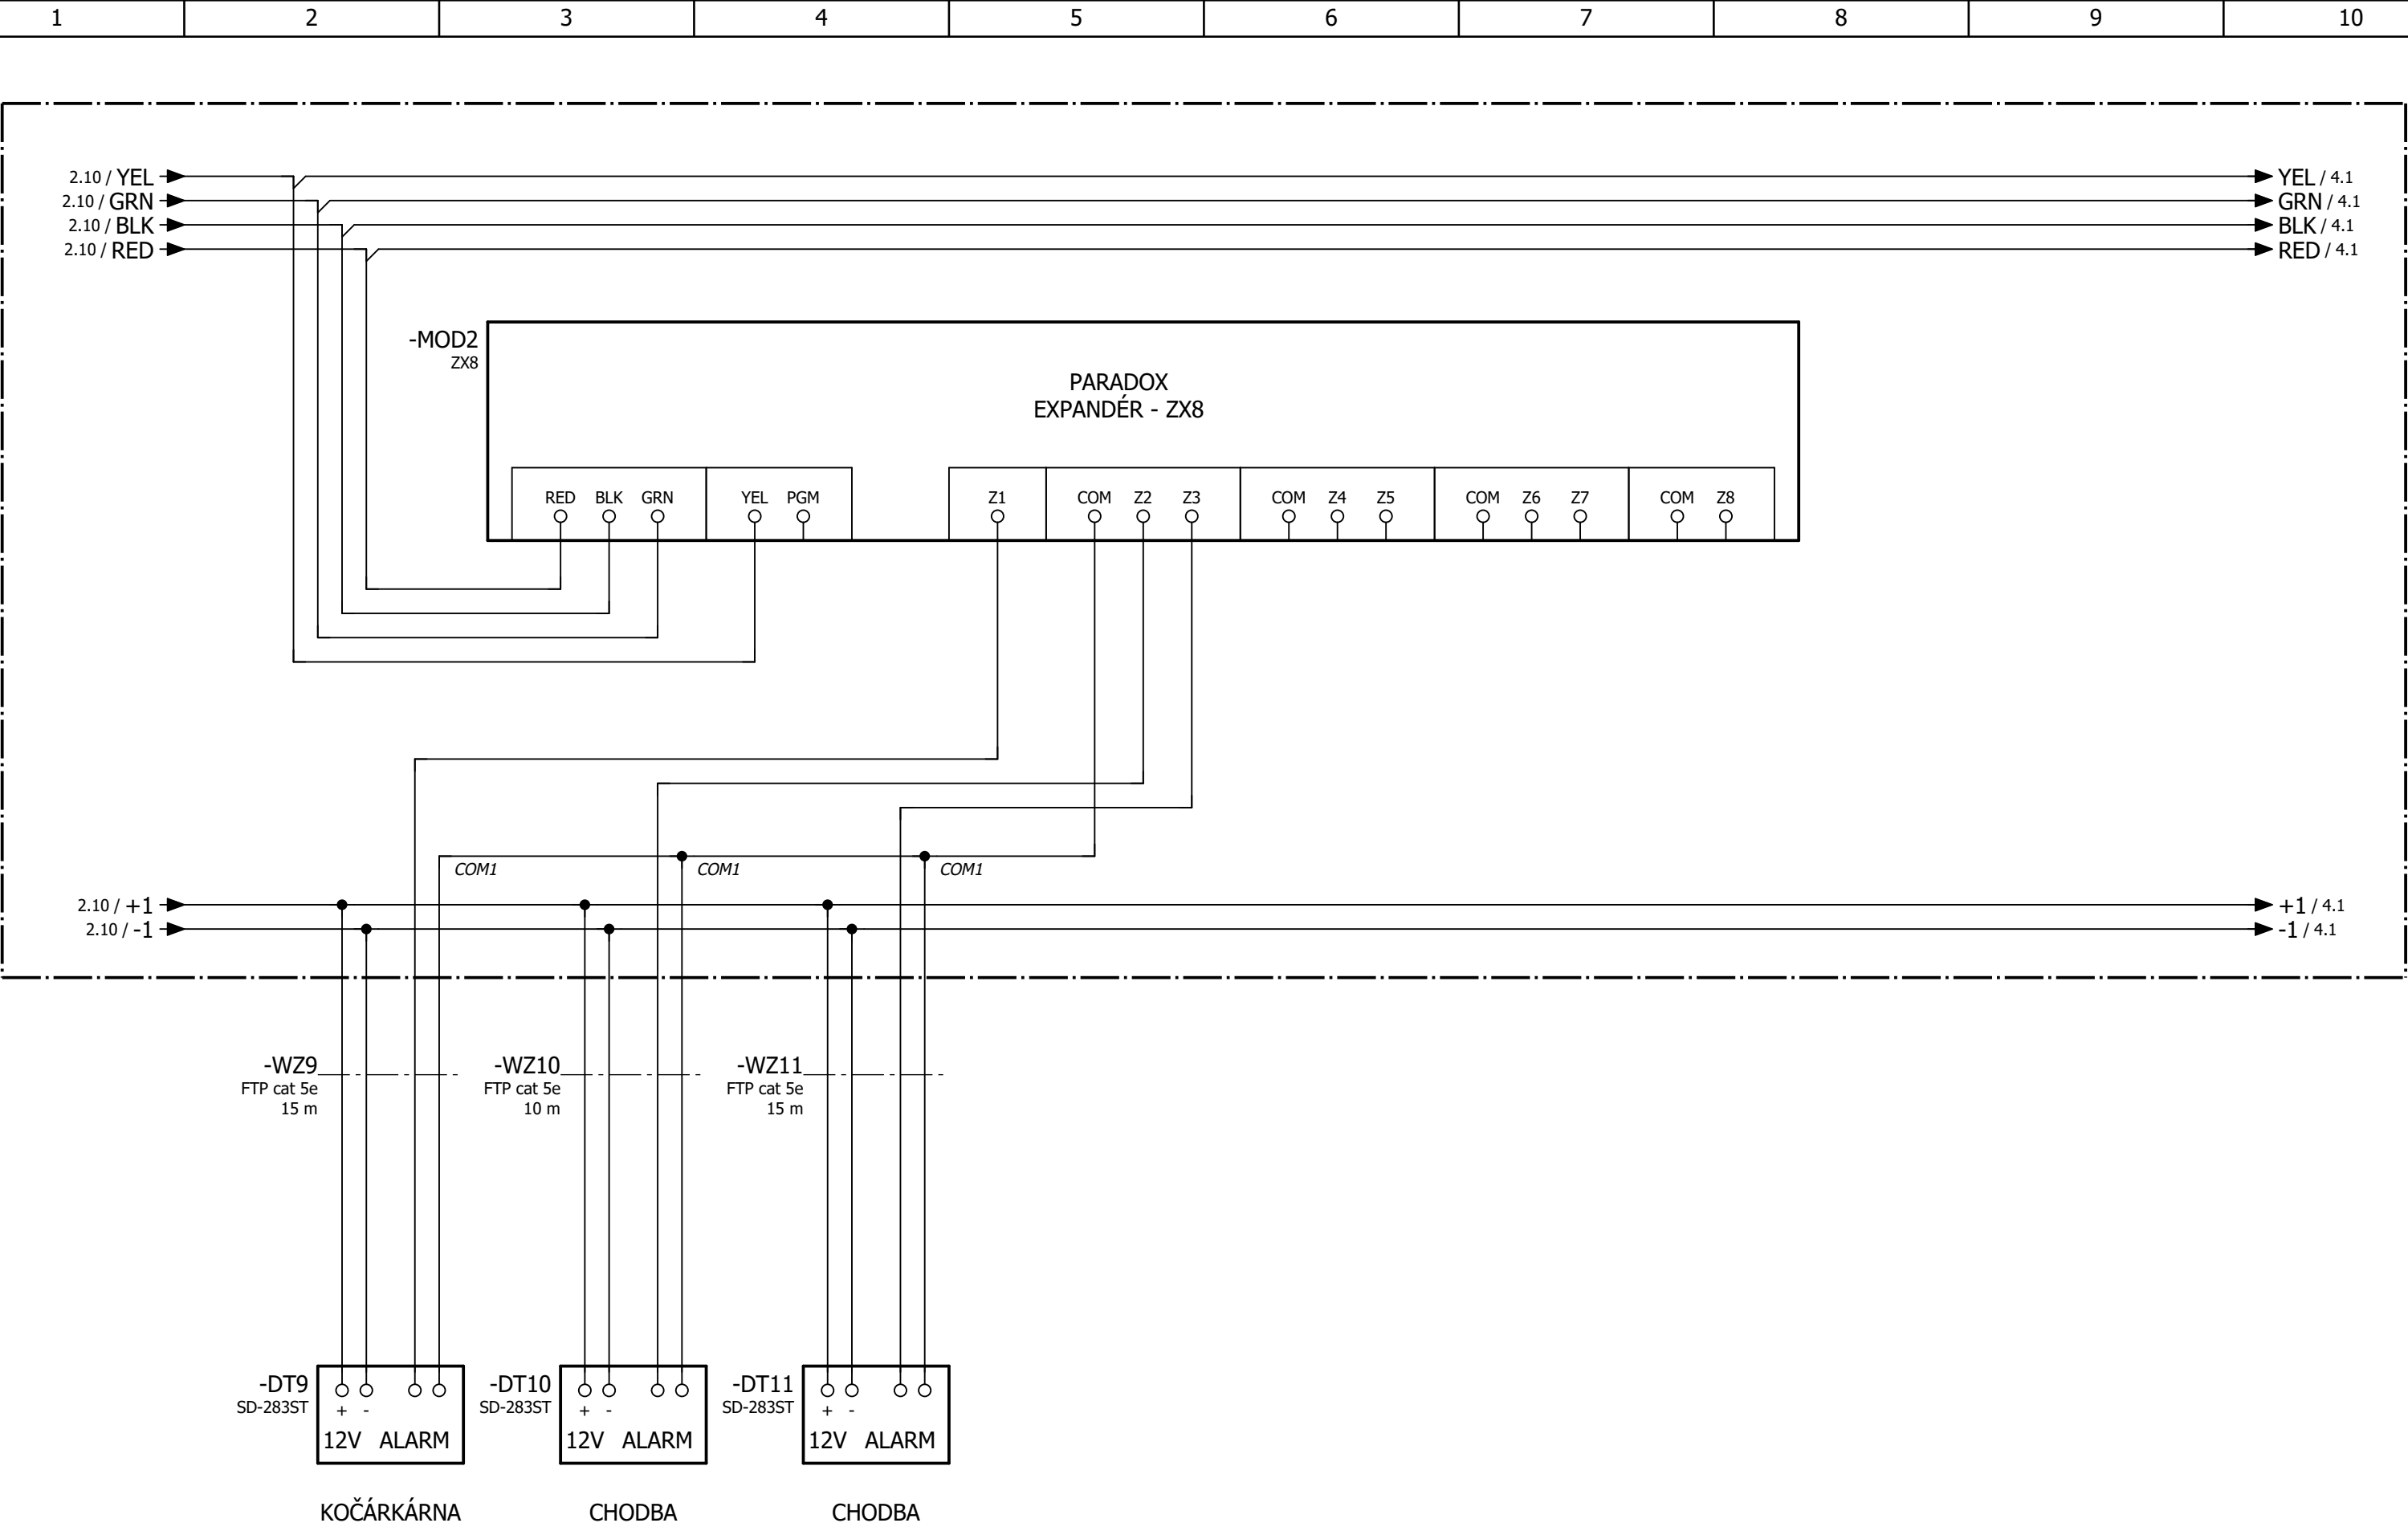 1 2 3 4 5 6 7 8 9 10
2.10 / YEL YEL / 4.1
2.10 / GRN GRN / 4.1
2.10 / BLK BLK / 4.1
2.10 / RED RED / 4.1
-MOD2
ZX8
PARADOX
EXPANDÉR - ZX8
RED BLK GRN YEL PGM Z1 COM Z2 Z3 COM Z4 Z5 COM Z6 Z7 COM Z8
COM1 COM1 COM1
2.10 / +1 +1 / 4.1
2.10 / -1 -1 / 4.1
-WZ9 -WZ10 -WZ11
FTP cat 5e FTP cat 5e FTP cat 5e
15 m 10 m 15 m
-DT9 -DT10 -DT11
SD-283ST SD-283ST SD-283ST
+ - + - + -
12V ALARM 12V ALARM 12V ALARM
KOČÁRKÁRNA CHODBA CHODBA